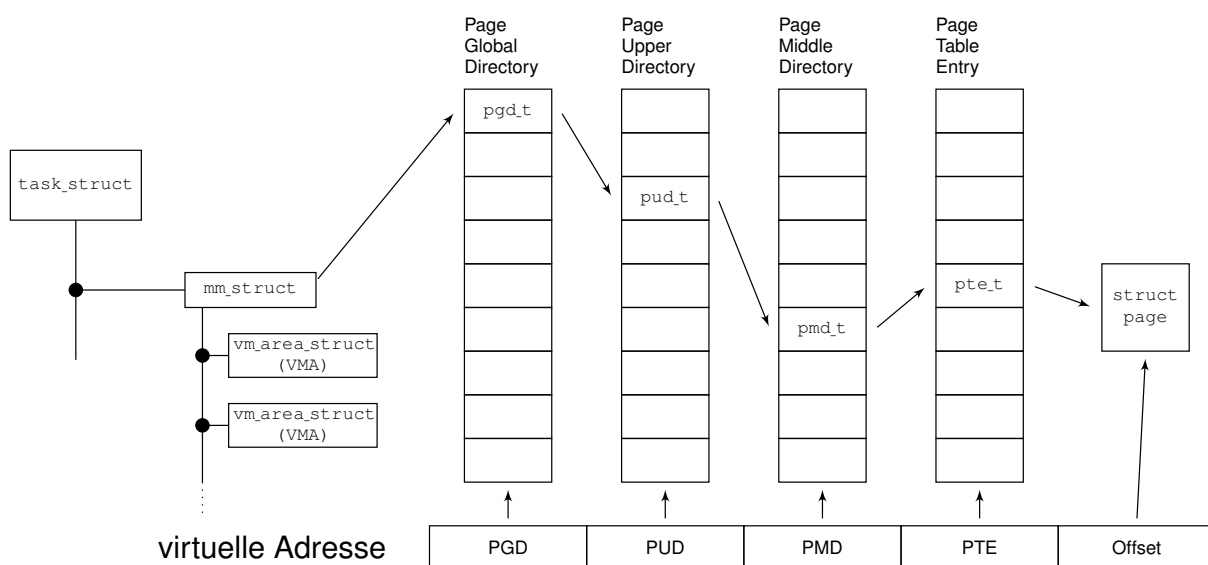 Page
Global
Directory
Page
Upper
Directory
Page
Middle
Directory
Page
Table
Entry
pgd_t
task_struct
pud_t
mm_struct
pte_t
struct
page
pmd_t
vm_area_struct
(VMA)
vm_area_struct
(VMA)
virtuelle Adresse
PGD
PUD
PMD
PTE
Offset